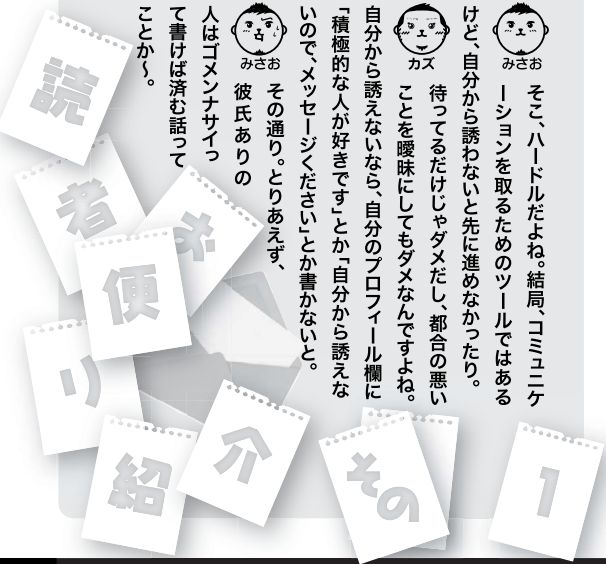 みさお
そこ、ハードルだよね。結局、コミュニケ
ーションを取るためのツールではある
けど、自分から誘わないと先に進めなかったり。
カズ
待ってるだけじゃダメだし、都合の悪い
ことを曖昧にしてもダメなんですよね。
自分から誘えないなら、自分のプロフィール欄に
「積極的な人が好きです」とか「自分から誘えな
いので、メッセージください」とか書かないと。
みさお
その通り。とりあえず、
彼氏ありの
人はゴメンナサイっ
て書けば済む話って
ことか〜。
読
者
お
便
り
紹
介
その
1